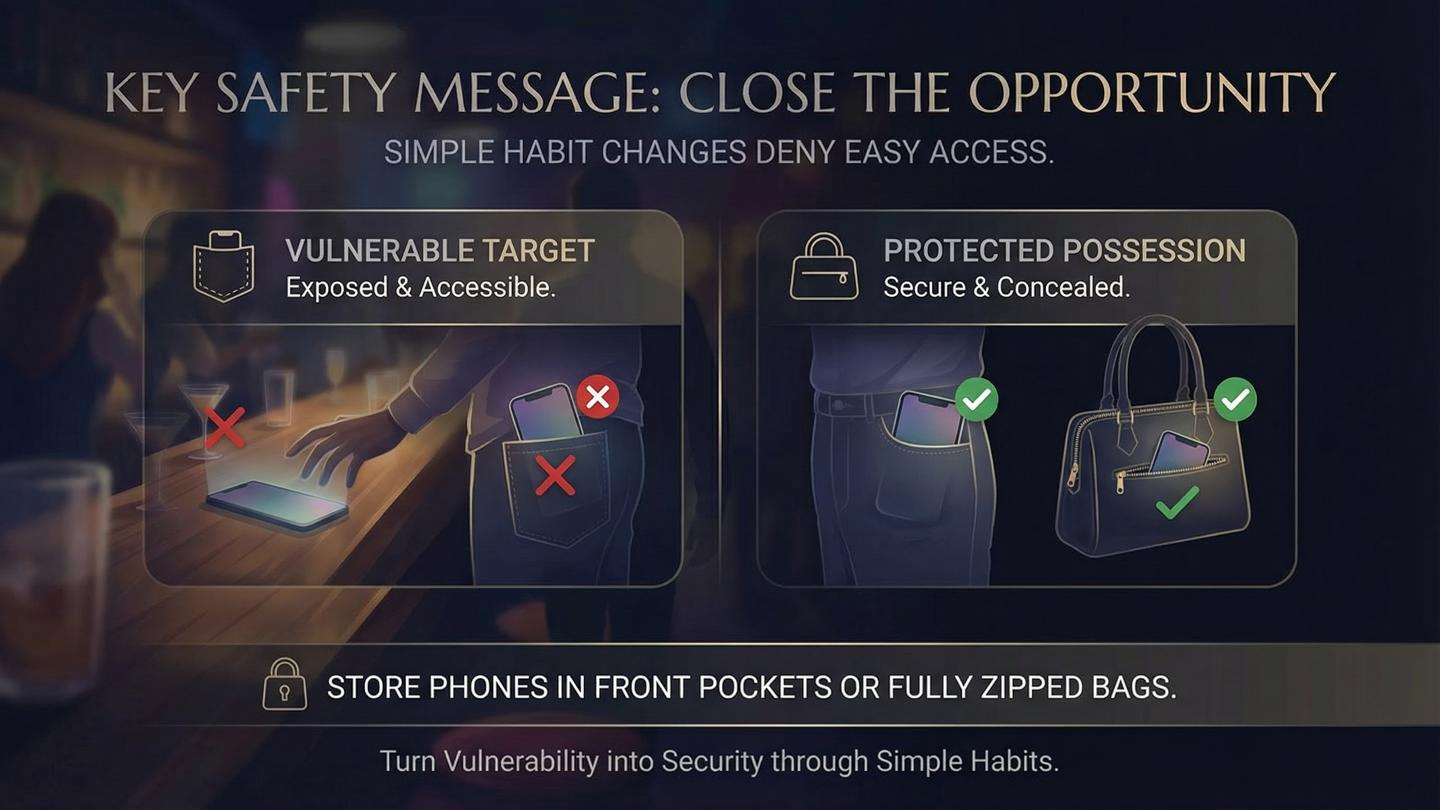 KEY SAFETY MESSAGE: CLOSE THE OPPORTUNITY
SIMPLE HABIT CHANGES DENY EASY ACCESS.
VULNERABLE TARGET
Exposed & Accessible.
PROTECTED POSSESSION
Secure & Concealed.
STORE PHONES IN FRONT POCKETS OR FULLY ZIPPED BAGS.
Turn Vulnerability into Security through Simple Habits.